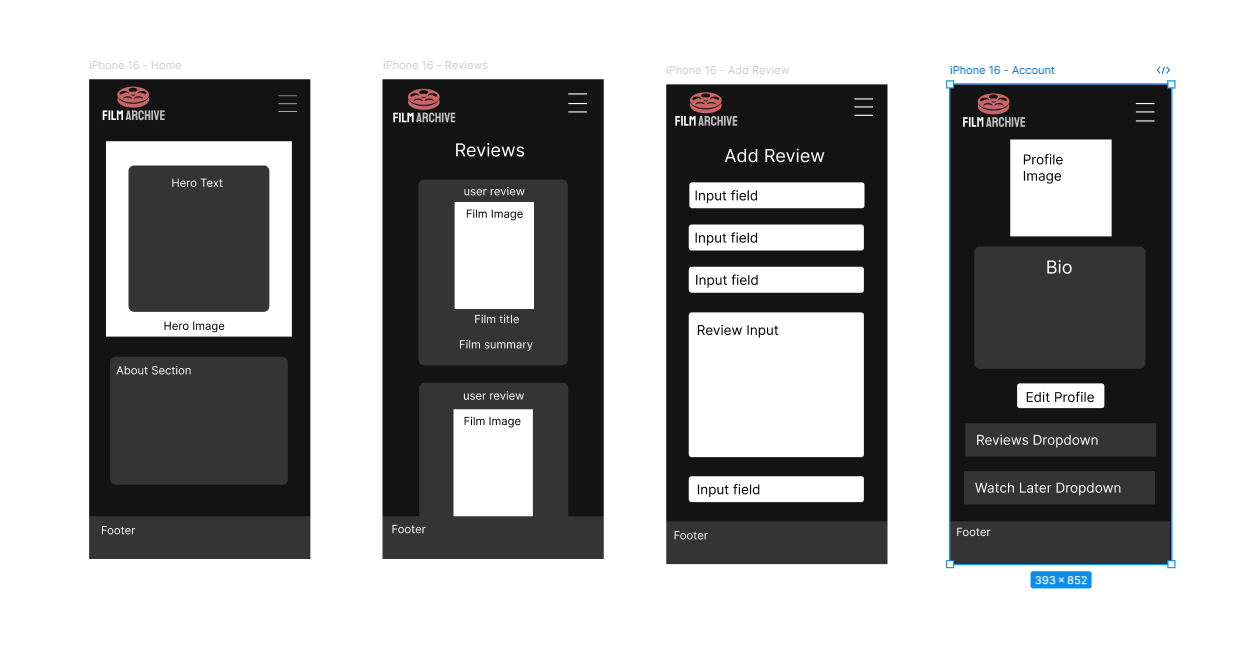 iPhone 16 - Home
FILM ARCHIVE
Hero Text
Hero Image
About Section
Footer
iPhone 16 - Reviews
FILM ARCHIVE
Reviews
user review
Film Image
Film title
Film summary
user review
Film Image
Footer
iPhone 16 - Add Review
FILM ARCHIVE
Add Review
Input field
Input field
Input field
Review Input
Input field
Footer
iPhone 16 - Account
</>
FILM ARCHIVE
Profile
Image
Bio
Edit Profile
Reviews Dropdown
Watch Later Dropdown
Footer
393 × 852